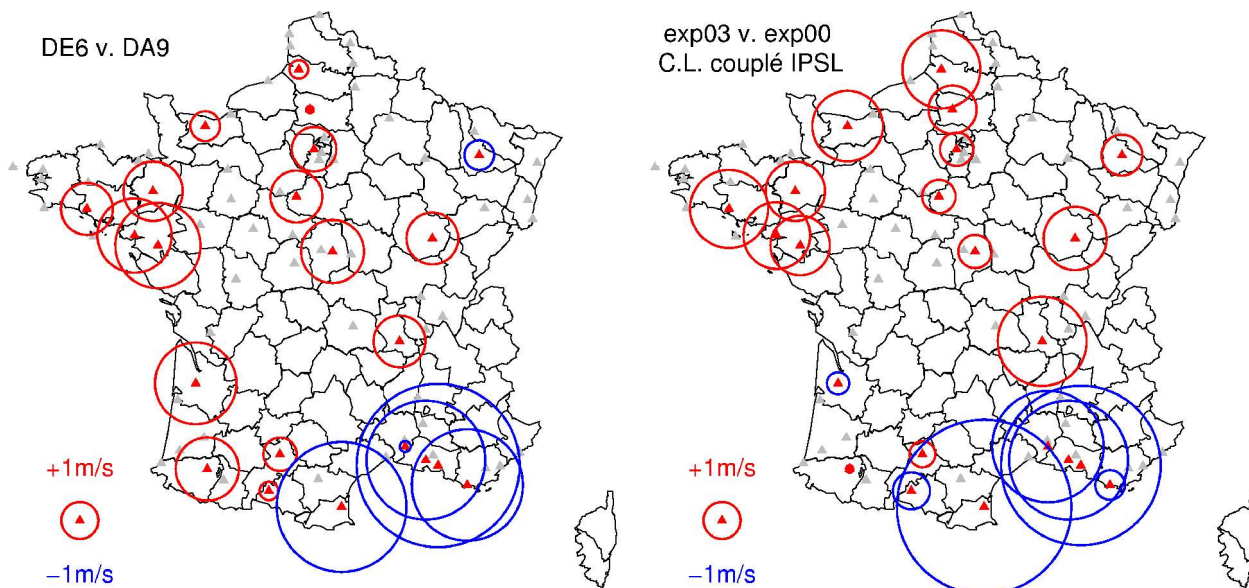 DE6 v. DA9
+1m/s
−1m/s
exp03 v. exp00
C.L. couplé IPSL
+1m/s
−1m/s